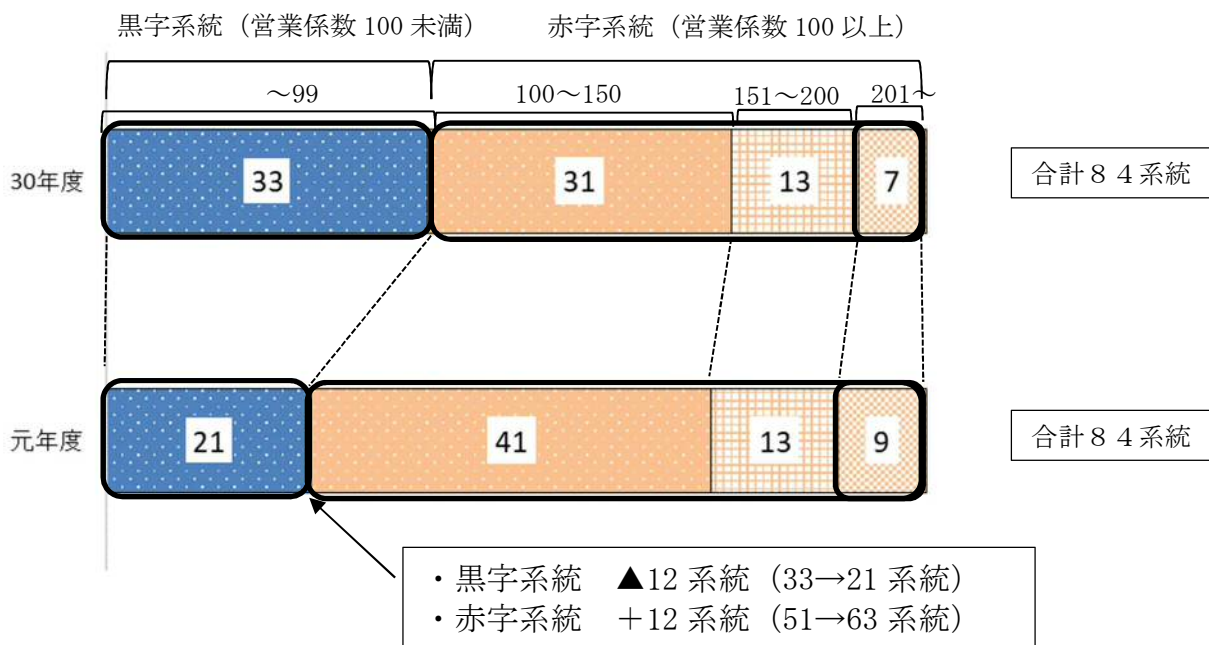 黒字系統（営業係数 100 未満） 赤字系統（営業係数 100 以上）
～99 100～150 151～200 201～
30年度 33 31 13 7 合計８４系統
元年度 21 41 13 9 合計８４系統
・黒字系統 ▲12 系統（33→21 系統）
・赤字系統 ＋12 系統（51→63 系統）